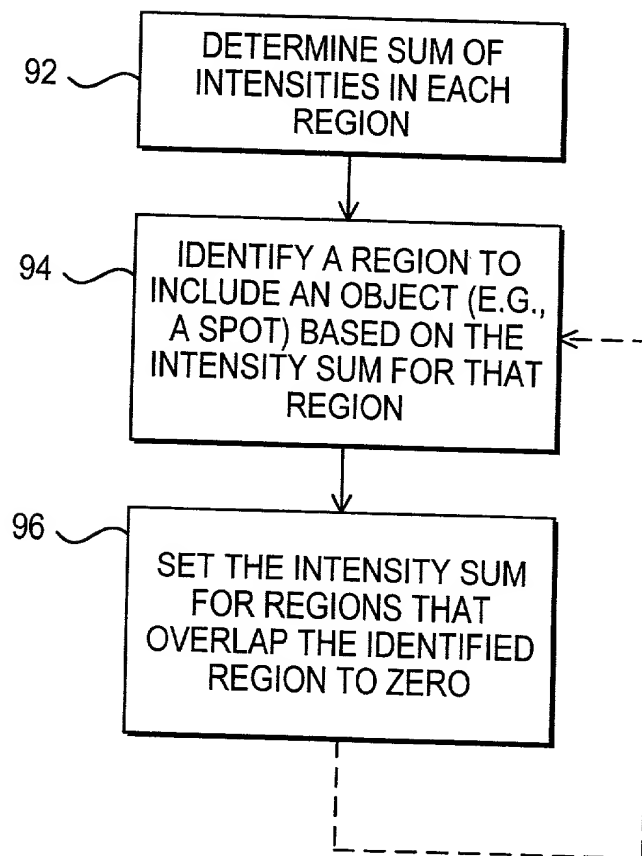 92
DETERMINE SUM OF
INTENSITIES IN EACH
REGION
94
IDENTIFY A REGION TO
INCLUDE AN OBJECT (E.G.,
A SPOT) BASED ON THE
INTENSITY SUM FOR THAT
REGION
96
SET THE INTENSITY SUM
FOR REGIONS THAT
OVERLAP THE IDENTIFIED
REGION TO ZERO